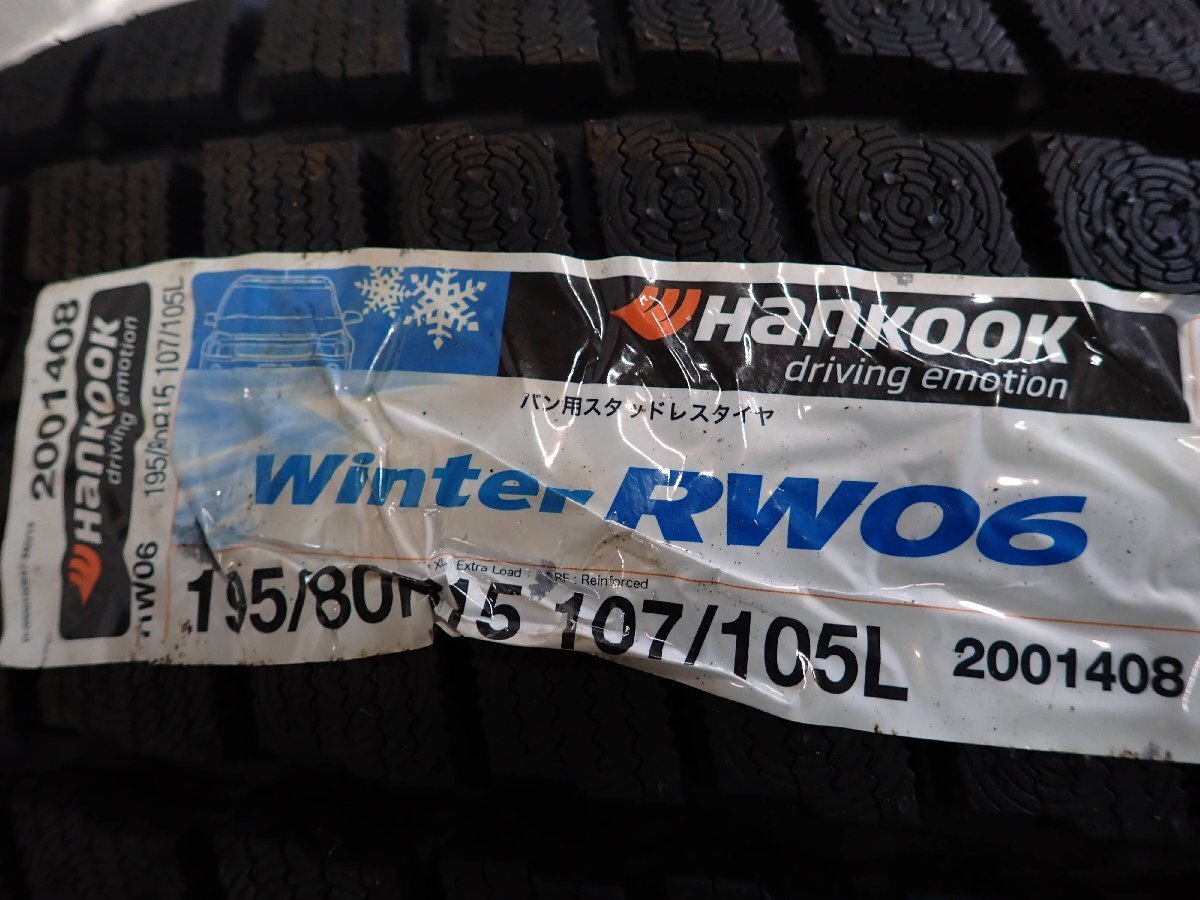 Hankook
driving emotion
バン用スタッドレスタイヤ
Winter RW06
XL : Extra Load RF : Reinforced
195/80R15 107/105L 2001408
2001408
Hankook
driving emotion
195/80R15 107/105L
RW06